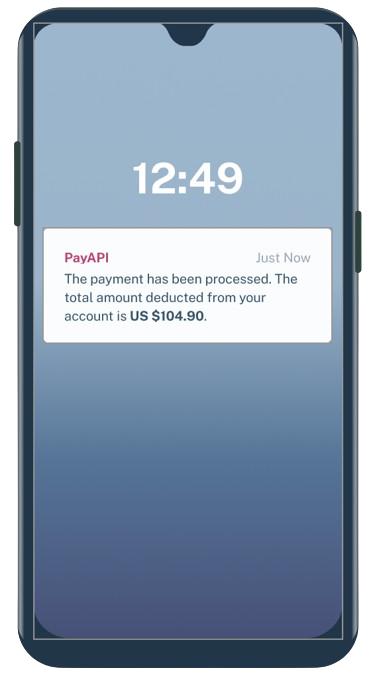 12:49
PayAPI Just Now
The payment has been processed. The
total amount deducted from your
account is US $104.90.